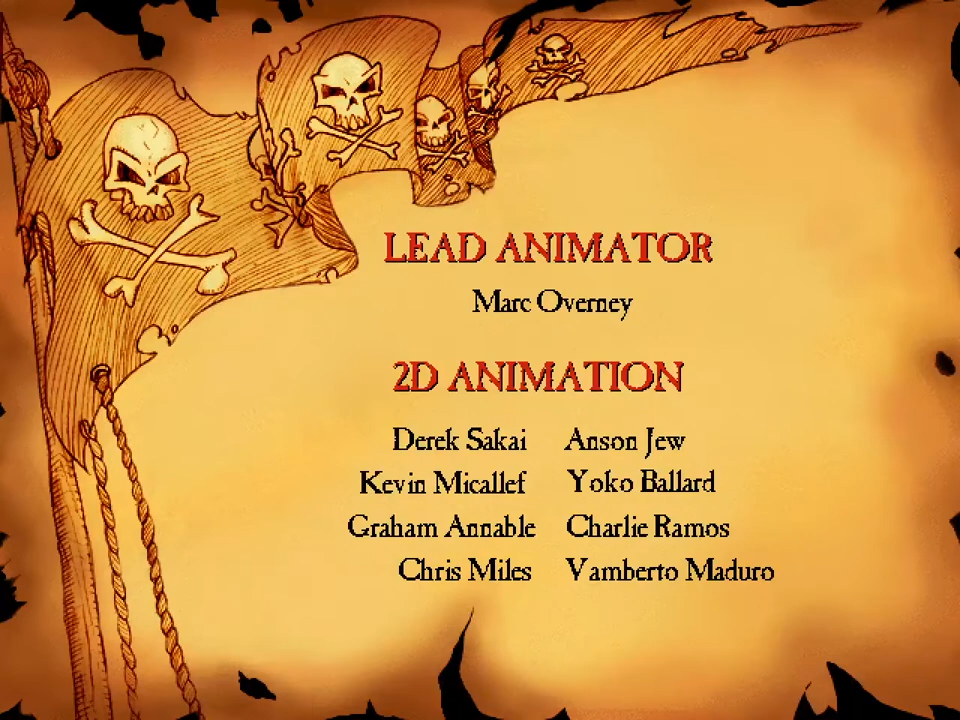 LEAD ANIMATOR
Marc Overney
2D ANIMATION
Derek Sakai Anson Jew
Kevin Micallef Yoko Ballard
Graham Annable Charlie Ramos
Chris Miles Vamberto Maduro